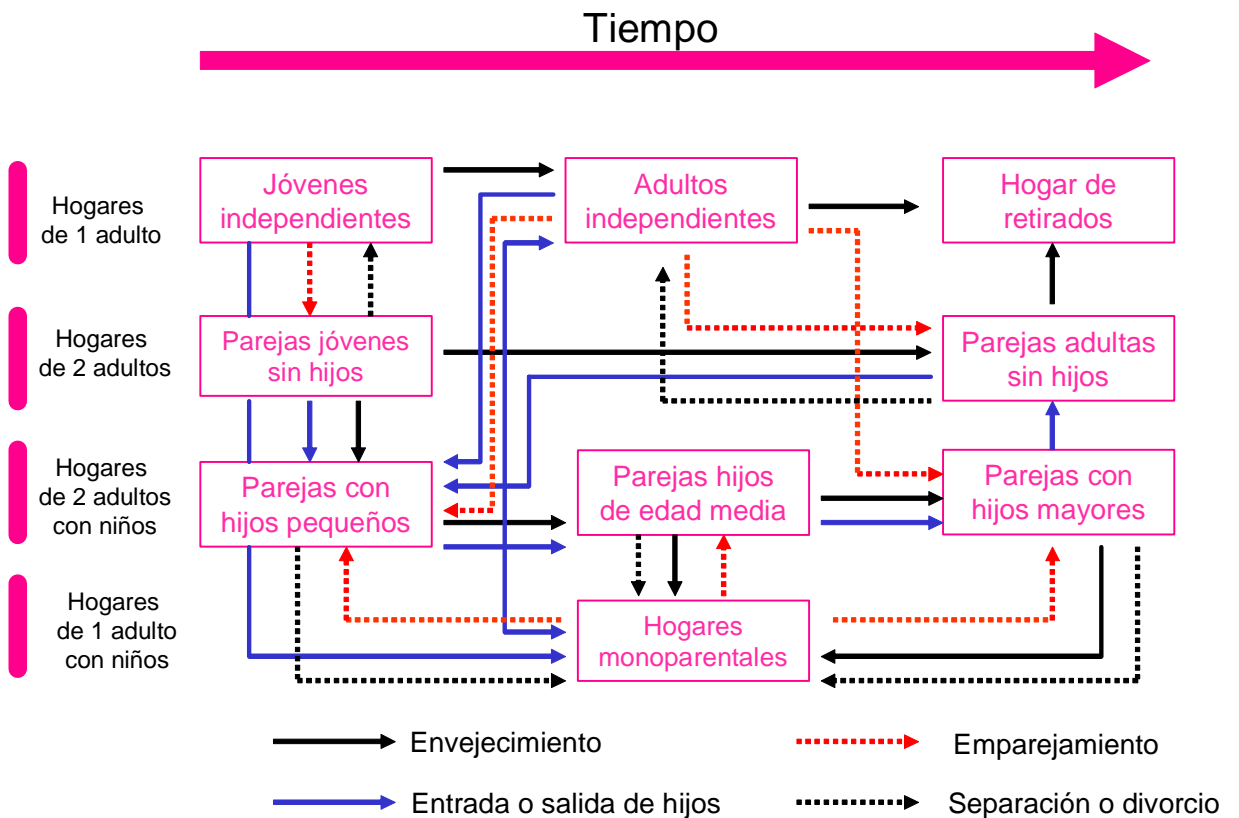 Tiempo
Hogares
de 1 adulto
Jóvenes
independientes
Adultos
independientes
Hogar de
retirados
Hogares
de 2 adultos
Parejas jóvenes
sin hijos
Parejas adultas
sin hijos
Hogares
de 2 adultos
con niños
Parejas con
hijos pequeños
Parejas hijos
de edad media
Parejas con
hijos mayores
Hogares
de 1 adulto
con niños
Hogares
monoparentales
Envejecimiento
Emparejamiento
Entrada o salida de hijos
Separación o divorcio